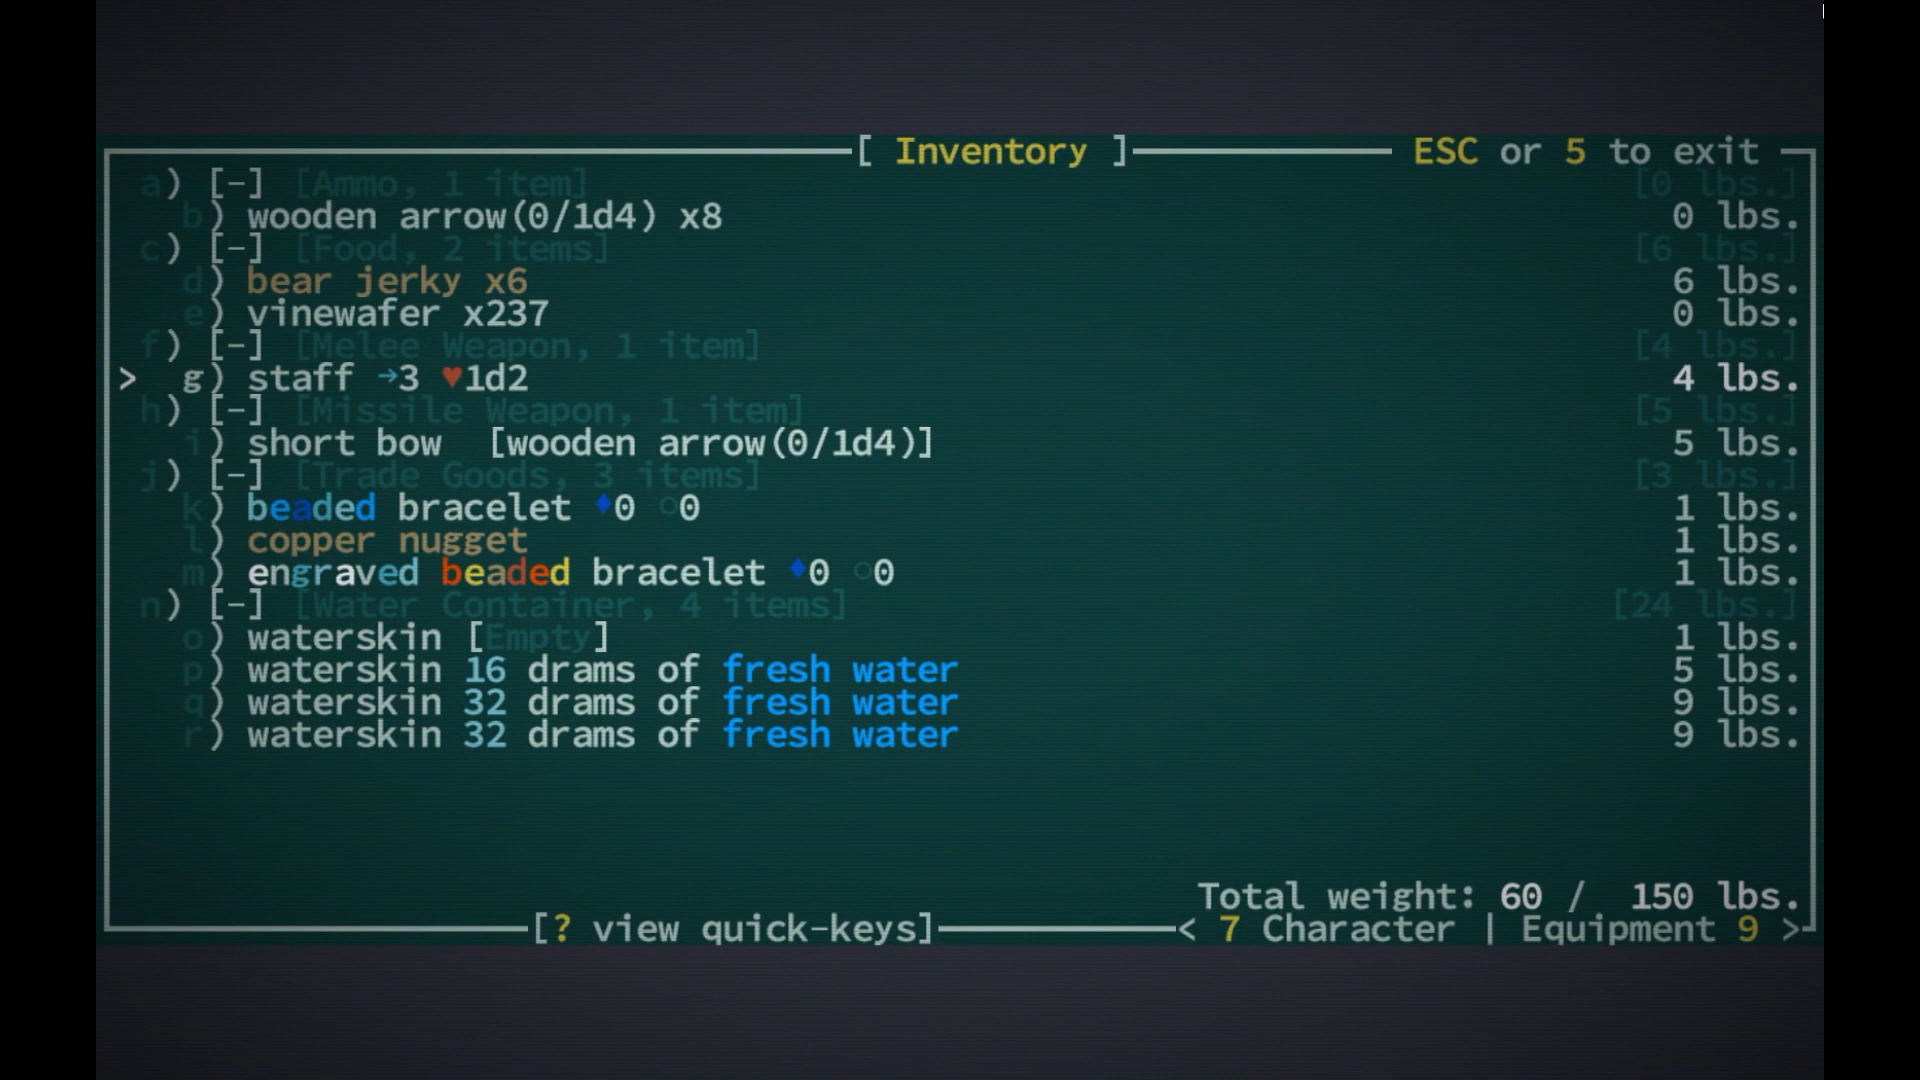 [ Inventory ] ESC or 5 to exit
a) [-] [Ammo, 1 item] [0 lbs.]
b) wooden arrow(0/1d4) x8 0 lbs.
c) [-] [Food, 2 items] [6 lbs.]
d) bear jerky x6 6 lbs.
e) vinewafer x237 0 lbs.
f) [-] [Melee Weapon, 1 item] [4 lbs.]
> g) staff →3 ♥1d2 4 lbs.
h) [-] [Missile Weapon, 1 item] [5 lbs.]
i) short bow [wooden arrow(0/1d4)] 5 lbs.
j) [-] [Trade Goods, 3 items] [3 lbs.]
k) beaded bracelet ♦0 ○0 1 lbs.
l) copper nugget 1 lbs.
m) engraved beaded bracelet ♦0 ○0 1 lbs.
n) [-] [Water Container, 4 items] [24 lbs.]
o) waterskin [Empty] 1 lbs.
p) waterskin 16 drams of fresh water 5 lbs.
q) waterskin 32 drams of fresh water 9 lbs.
r) waterskin 32 drams of fresh water 9 lbs.
Total weight: 60 / 150 lbs.
[? view quick-keys] < 7 Character | Equipment 9 >